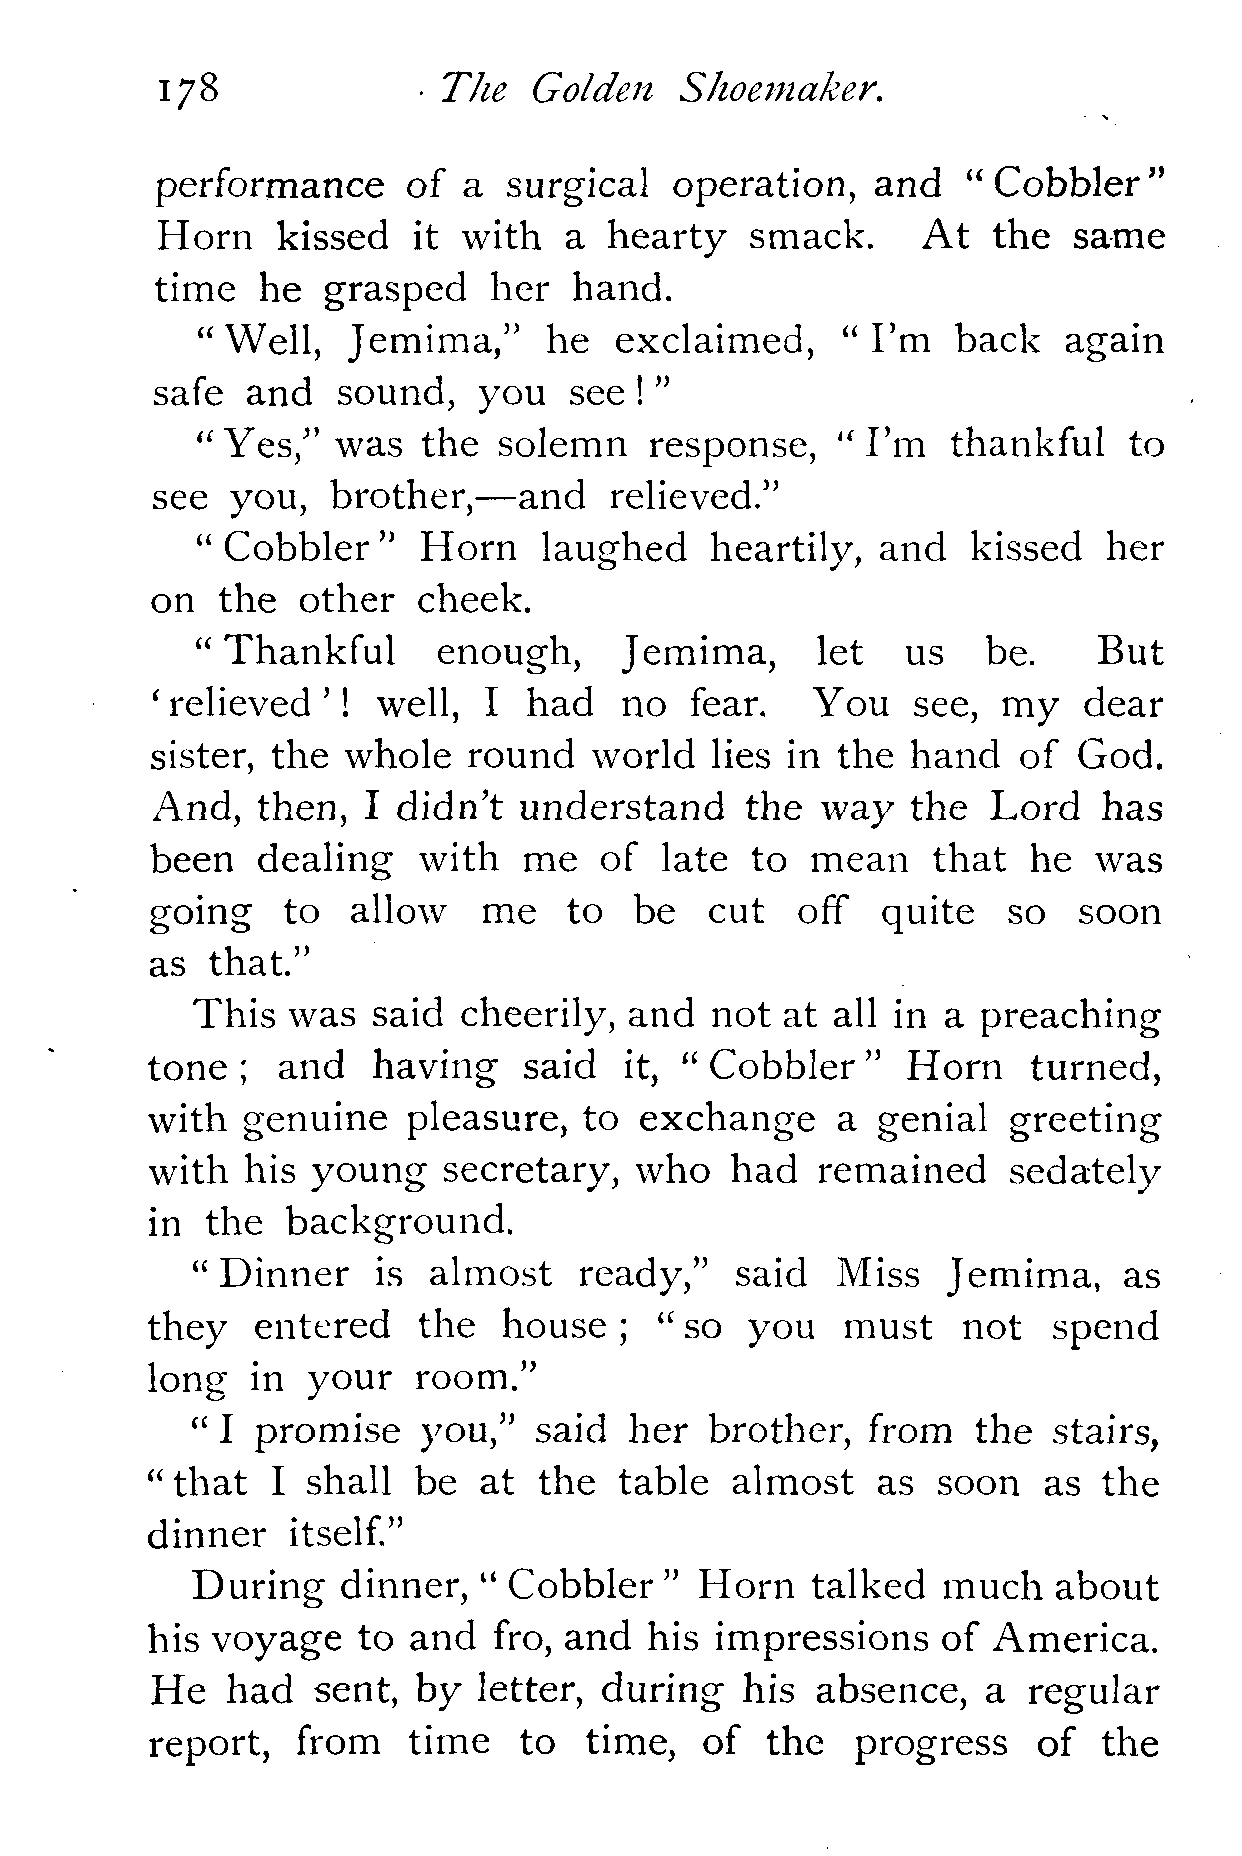 178 The Golden Shoemaker.
performance of a surgical operation, and " Cobbler "
Horn kissed it with a hearty smack. At the same
time he grasped her hand.
" Well, Jemima," he exclaimed, " I'm back again
safe and sound, you see ! "
" Yes," was the solemn response, " I'm thankful to
see you, brother,—and relieved."
" Cobbler " Horn laughed heartily, and kissed her
on the other cheek.
" Thankful enough, Jemima, let us be. But
' relieved ' ! well, I had no fear. You see, my dear
sister, the whole round world lies in the hand of God.
And, then, I didn't understand the way the Lord has
been dealing with me of late to mean that he was
going to allow me to be cut off quite so soon
as that."
This was said cheerily, and not at all in a preaching
tone ; and having said it, " Cobbler " Horn turned,
with genuine pleasure, to exchange a genial greeting
with his young secretary, who had remained sedately
in the background.
" Dinner is almost ready," said Miss Jemima, as
they entered the house ; " so you must not spend
long in your room."
" I promise you," said her brother, from the stairs,
" that I shall be at the table almost as soon as the
dinner itself."
During dinner, " Cobbler " Horn talked much about
his voyage to and fro, and his impressions of America.
He had sent, by letter, during his absence, a regular
report, from time to time, of the progress of the